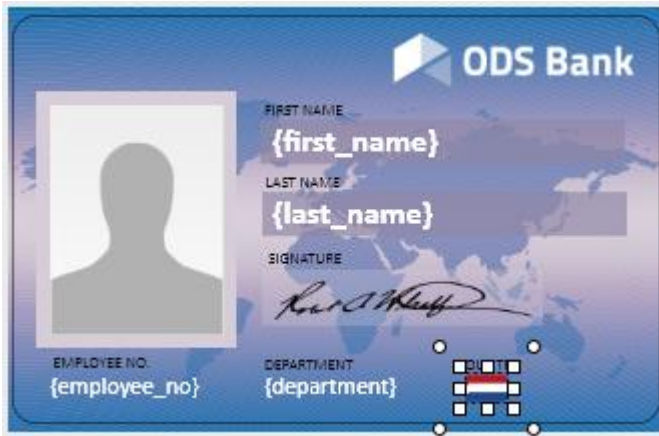 ODS Bank
FIRST NAME
{first_name}
LAST NAME
{last_name}
SIGNATURE
EMPLOYEE NO.
{employee_no}
DEPARTMENT
{department}